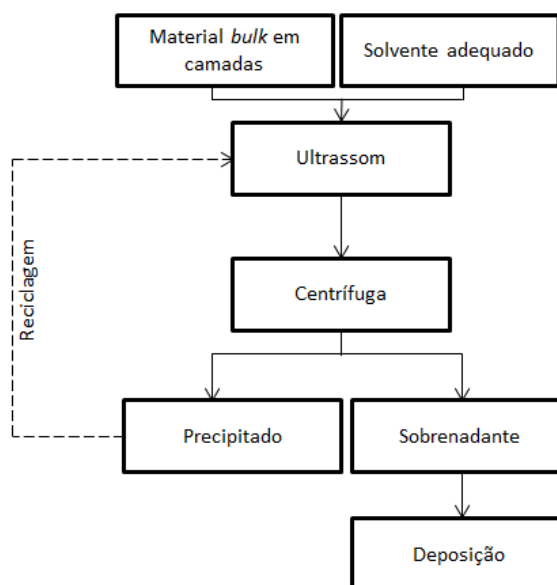 Material bulk em
camadas
Solvente adequado
Ultrassom
Reciclagem
Centrífuga
Precipitado
Sobrenadante
Deposição